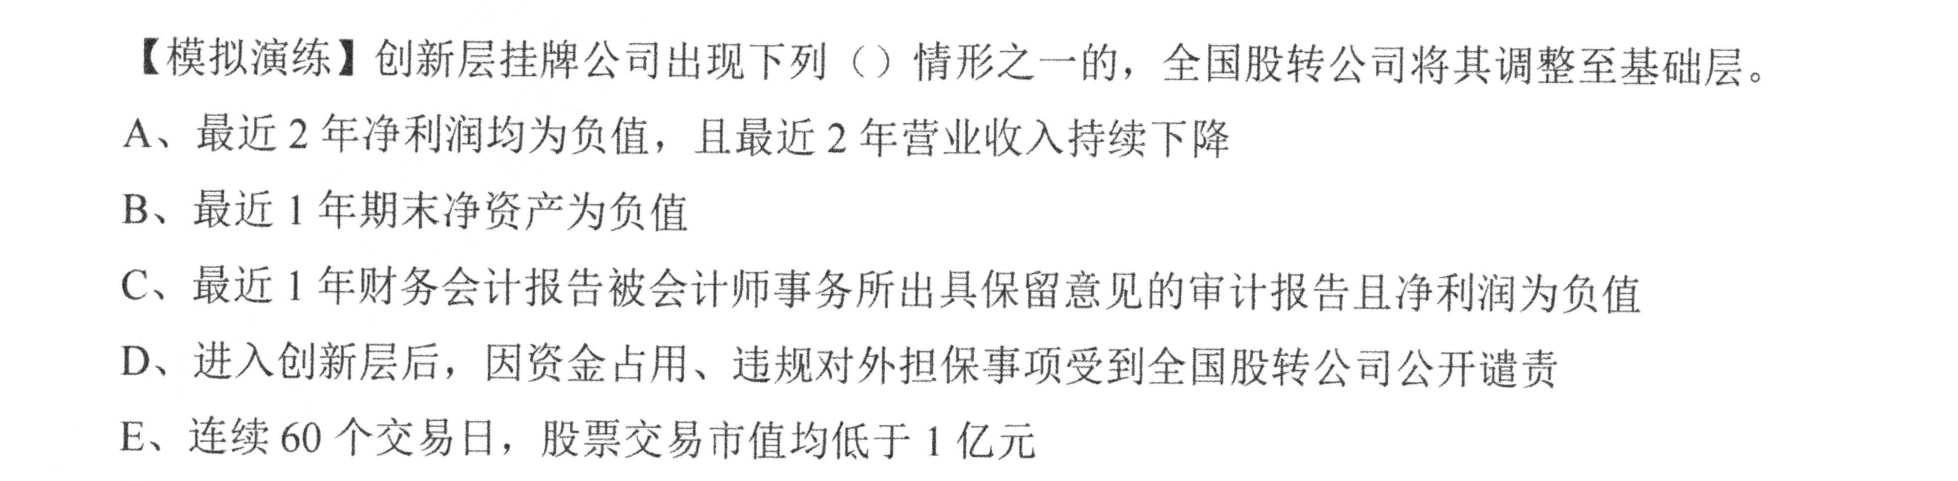 【模拟演练】创新层挂牌公司出现下列（）情形之一的，全国股转公司将其调整至基础层。
A、最近 2 年净利润均为负值，且最近 2 年营业收入持续下降
B、最近 1 年期末净资产为负值
C、最近 1 年财务会计报告被会计师事务所出具保留意见的审计报告且净利润为负值
D、进入创新层后，因资金占用、违规对外担保事项受到全国股转公司公开谴责
E、连续 60 个交易日，股票交易市值均低于 1 亿元